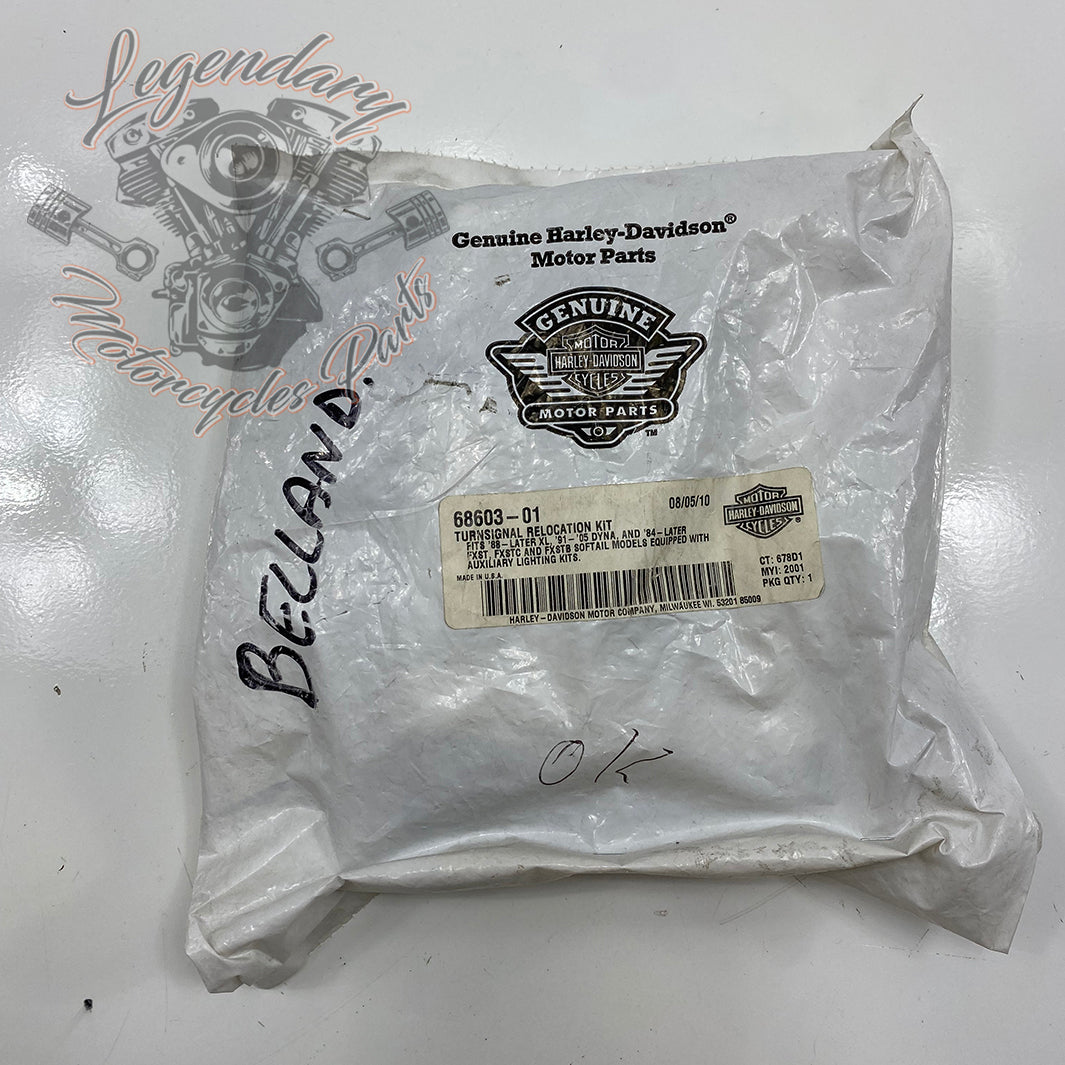 Legendary
Motorcycles Parts
Genuine Harley-Davidson®
Motor Parts
GENUINE
MOTOR
HARLEY-DAVIDSON
CYCLES
MOTOR PARTS
TM
BELLAND.
68603-01
08/05/10
TURNSIGNAL RELOCATION KIT
FITS '88-LATER XL, '91-'05 DYNA, AND '84-LATER
FXST, FXSTC AND FXSTB SOFTAIL MODELS EQUIPPED WITH
AUXILIARY LIGHTING KITS.
MADE IN U.S.A.
MOTOR
HARLEY-DAVIDSON
CYCLES
®
CT: 678D1
MYI: 2001
PKG QTY: 1
HARLEY-DAVIDSON MOTOR COMPANY, MILWAUKEE WI. 53201 85009
OK